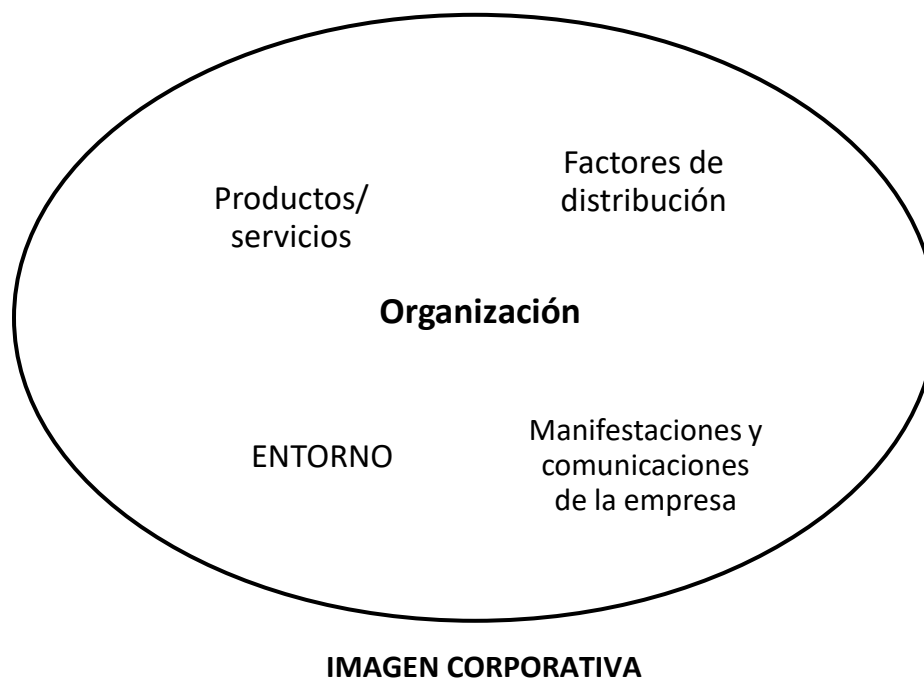 Productos/
servicios
Factores de
distribución
Organización
ENTORNO
Manifestaciones y
comunicaciones
de la empresa
IMAGEN CORPORATIVA